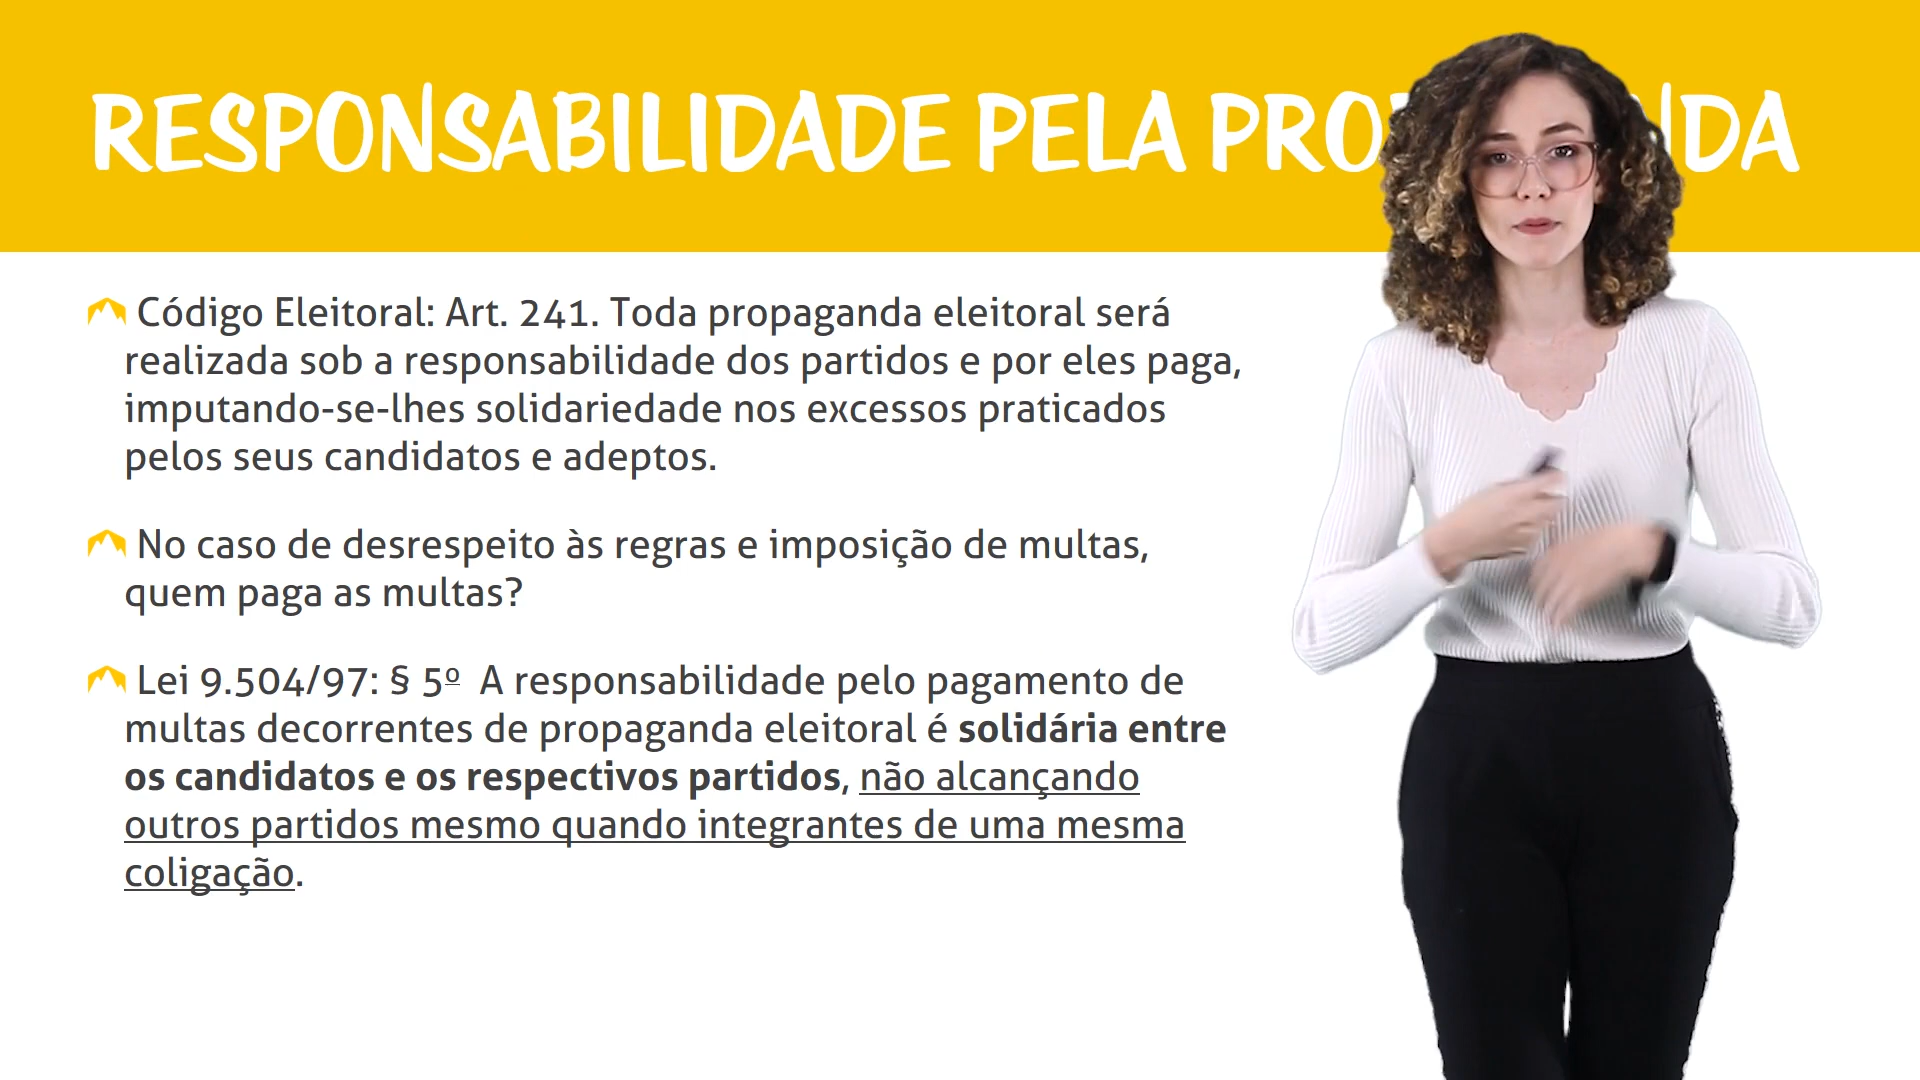 RESPONSABILIDADE PELA
Código Eleitoral: Art. 241. Toda propaganda eleitoral será
realizada sob a responsabilidade dos partidos e por eles paga,
imputando-se-lhes solidariedade nos excessos praticados
pelos seus candidatos e adeptos.
No caso de desrespeito às regras e imposição de multas,
quem paga as multas?
Lei 9.504/97: § 5º A responsabilidade pelo pagamento de
multas decorrentes de propaganda eleitoral é solidária entre
os candidatos e os respectivos partidos, não alcançando
outros partidos mesmo quando integrantes de uma mesma
coligação.